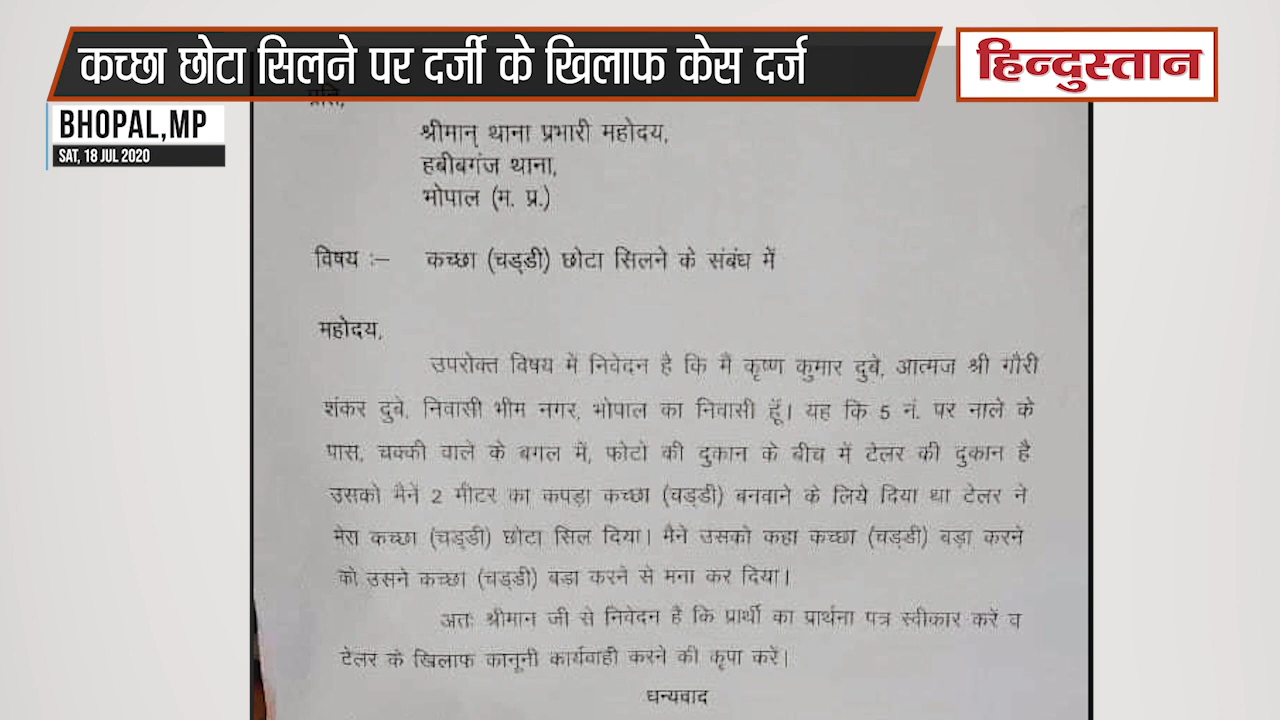 कच्छा छोटा सिलने पर दर्जी के खिलाफ केस दर्ज
हिन्दुस्तान
BHOPAL,MP
SAT, 18 JUL 2020
प्रति,
श्रीमान् थाना प्रभारी महोदय,
हबीबगंज थाना,
भोपाल (म. प्र.)
विषय :– कच्छा (चड्डी) छोटा सिलने के संबंध में
महोदय,
उपरोक्त विषय में निवेदन है कि मैं कृष्ण कुमार दुबे, आत्मज श्री गौरी
शंकर दुबे, निवासी भीम नगर, भोपाल का निवासी हूँ। यह कि 5 नं. पर नाले के
पास, चक्की वाले के बगल में, फोटो की दुकान के बीच में टेलर की दुकान है
उसको मैनें 2 मीटर का कपड़ा कच्छा (चड्डी) बनवाने के लिये दिया था टेलर ने
मेरा कच्छा (चड्डी) छोटा सिल दिया। मैने उसको कहा कच्छा (चड्डी) बड़ा करने
को उसने कच्छा (चड्डी) बड़ा करने से मना कर दिया।
अतः श्रीमान जी से निवेदन है कि प्रार्थी का प्रार्थना पत्र स्वीकार करें व
टेलर के खिलाफ कानूनी कार्यवाही करने की कृपा करें।
धन्यवाद